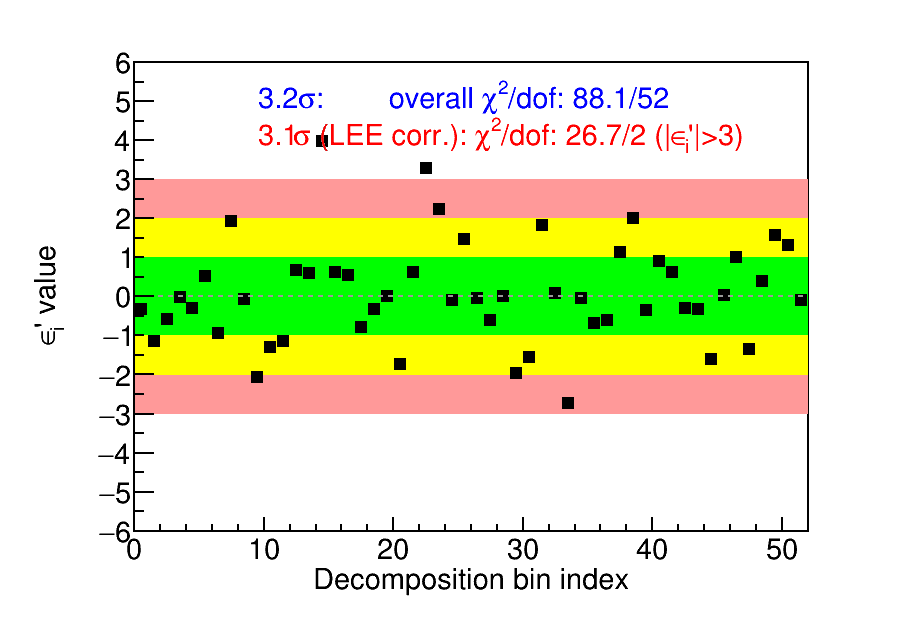 3.2σ: overall χ²/dof: 88.1/52
3.1σ (LEE corr.): χ²/dof: 26.7/2 (|ϵᵢ'|>3)
6
5
4
3
2
1
0
−1
−2
−3
−4
−5
−6
ϵᵢ' value
0 10 20 30 40 50
Decomposition bin index